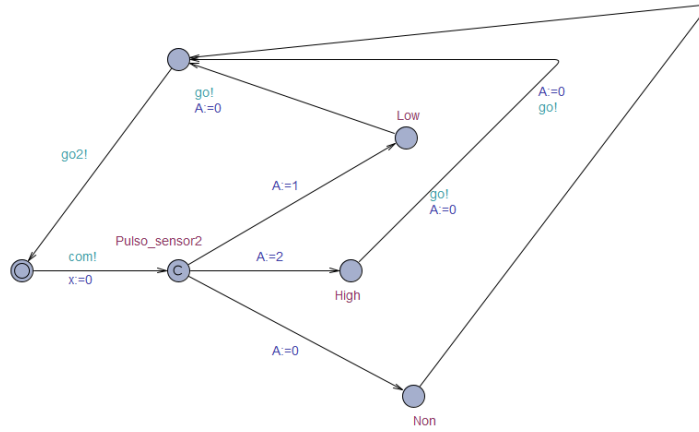 go!
A:=0
Low
A:=0
go!
go2!
A:=1
go!
A:=0
Pulso_sensor2
com!
x:=0
C
A:=2
High
A:=0
Non